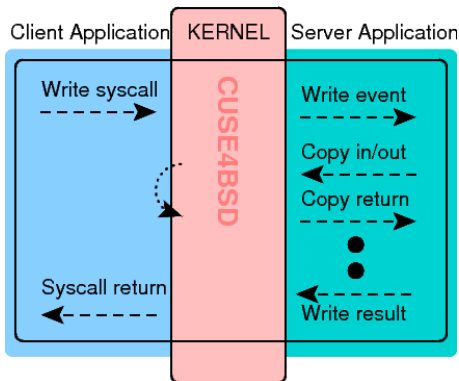 Client Application
KERNEL
Server Application
Write syscall
CUSE4BSD
Write event
Copy in/out
Copy return
Syscall return
Write result